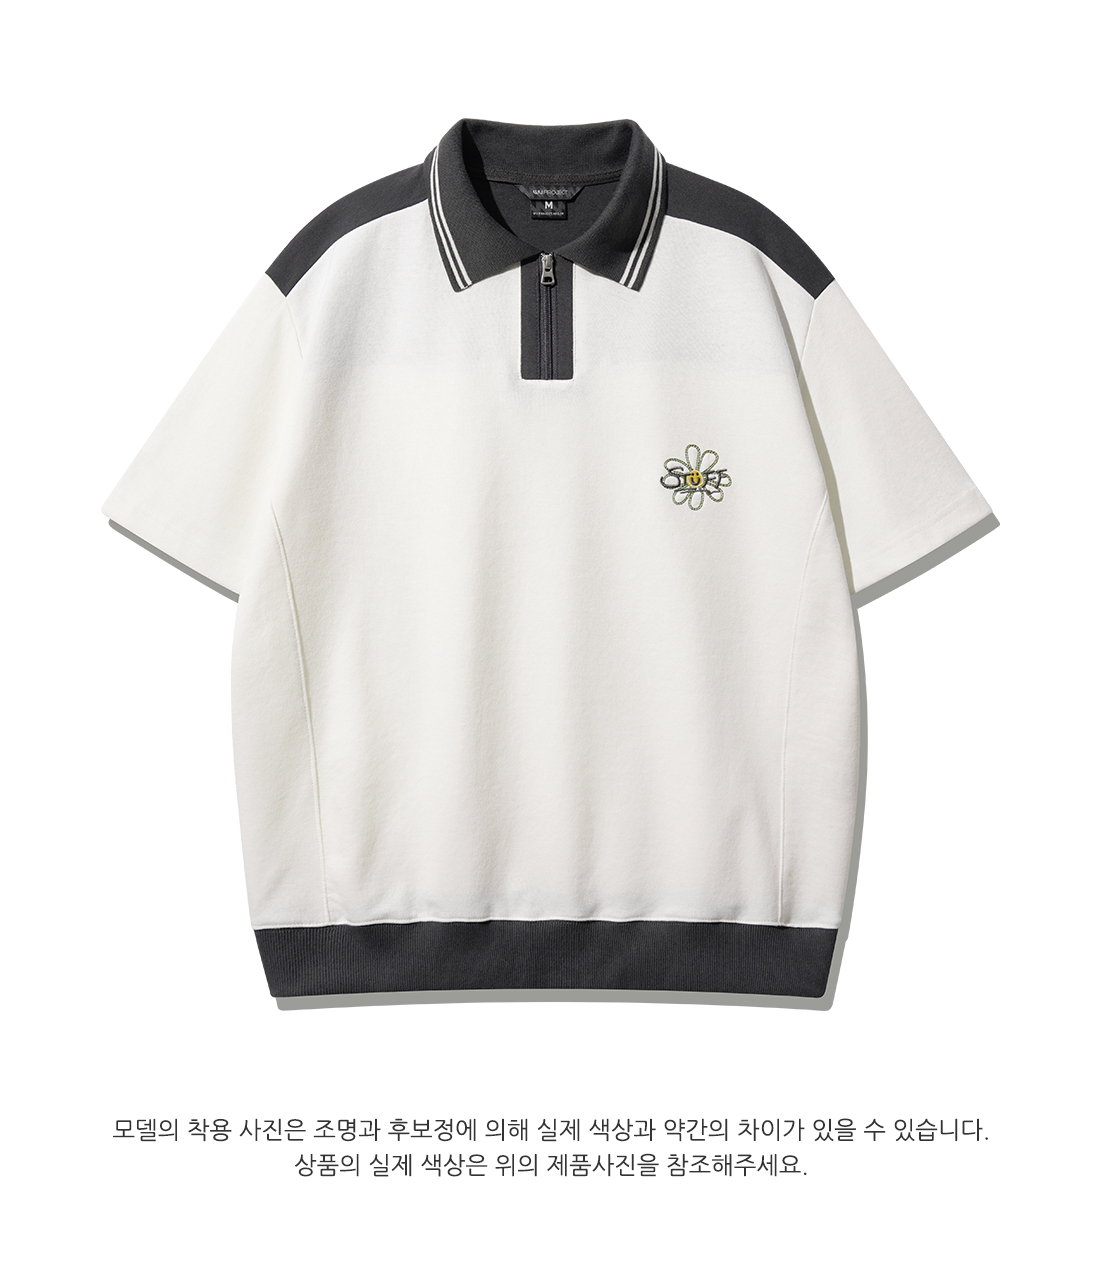 PROJECT
M
STUFF
모델의 착용 사진은 조명과 후보정에 의해 실제 색상과 약간의 차이가 있을 수 있습니다.
상품의 실제 색상은 위의 제품사진을 참조해주세요.